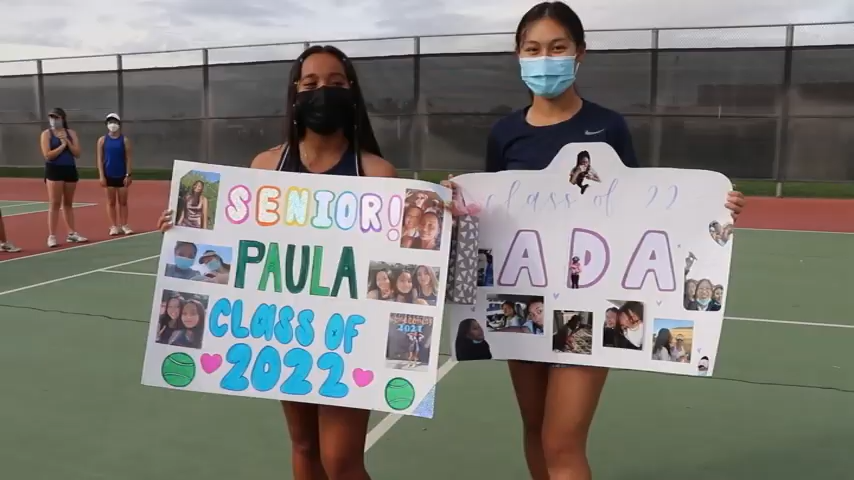 SENIOR!
PAULA
CLASS OF
2022
class of 22
ADA
2021